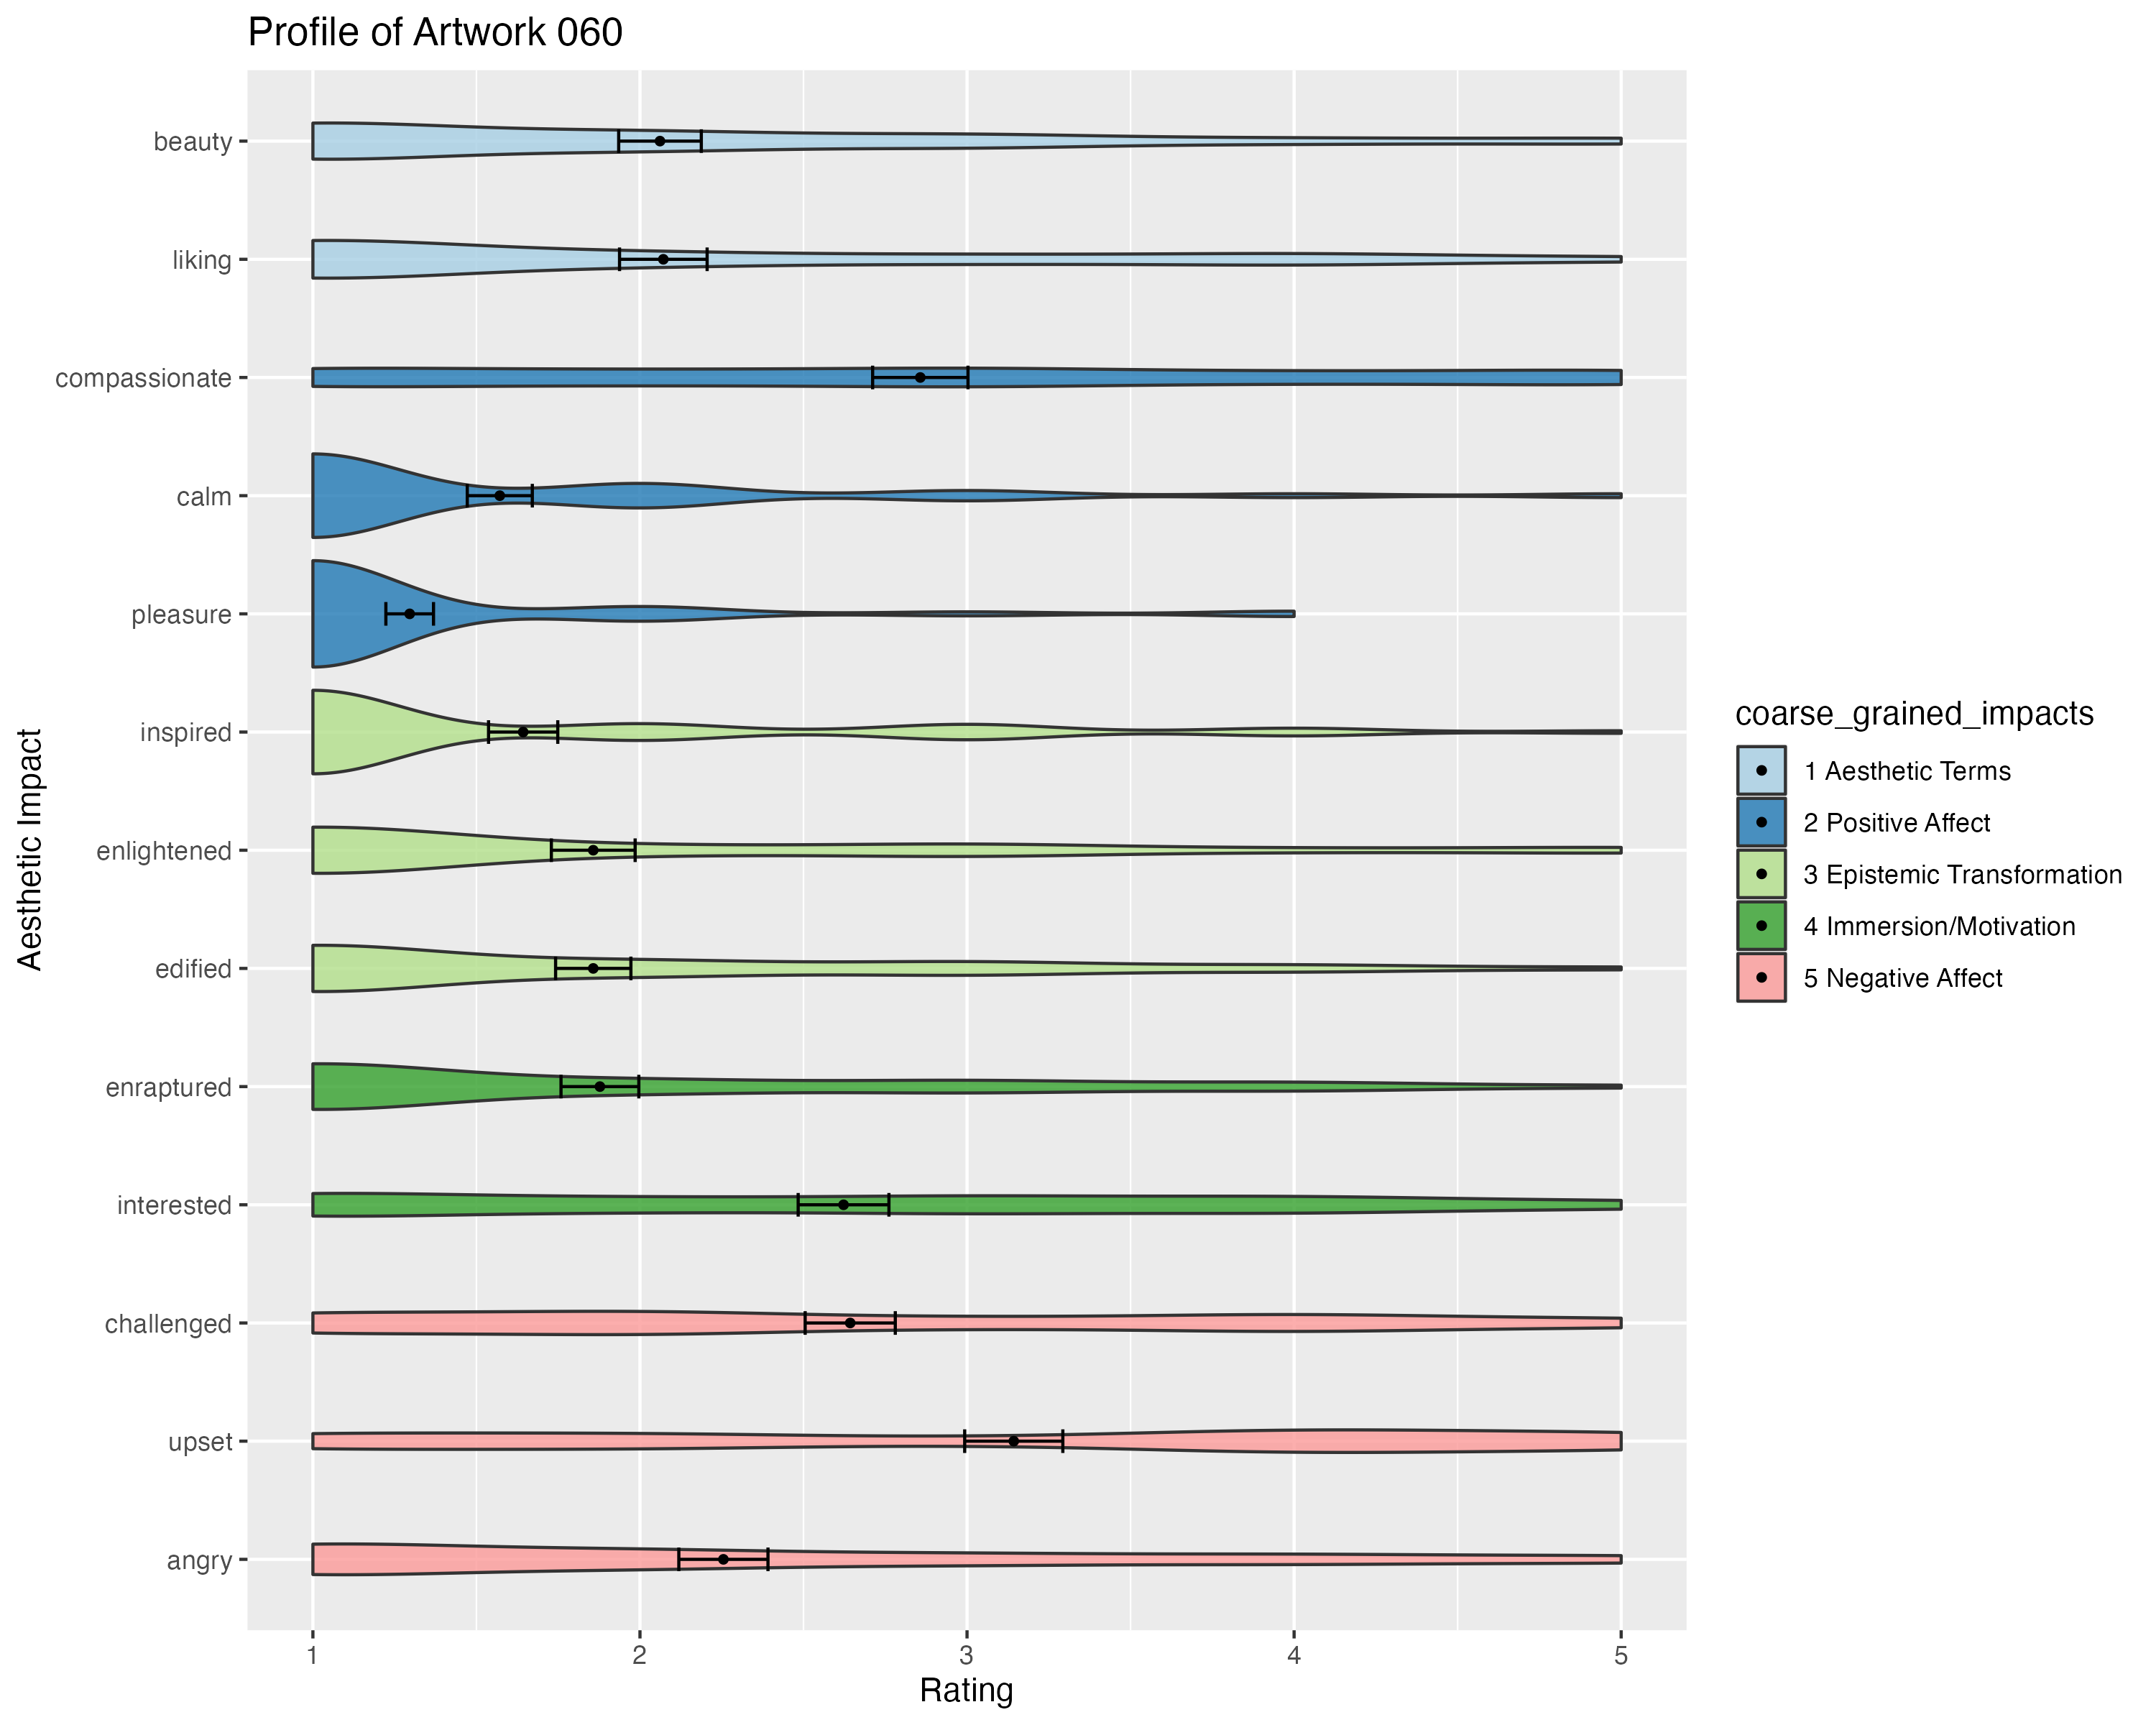 Profile of Artwork 060
Aesthetic Impact
beauty
liking
compassionate
calm
pleasure
inspired
enlightened
edified
enraptured
interested
challenged
upset
angry
1 2 3 4 5
Rating
coarse_grained_impacts
1 Aesthetic Terms
2 Positive Affect
3 Epistemic Transformation
4 Immersion/Motivation
5 Negative Affect